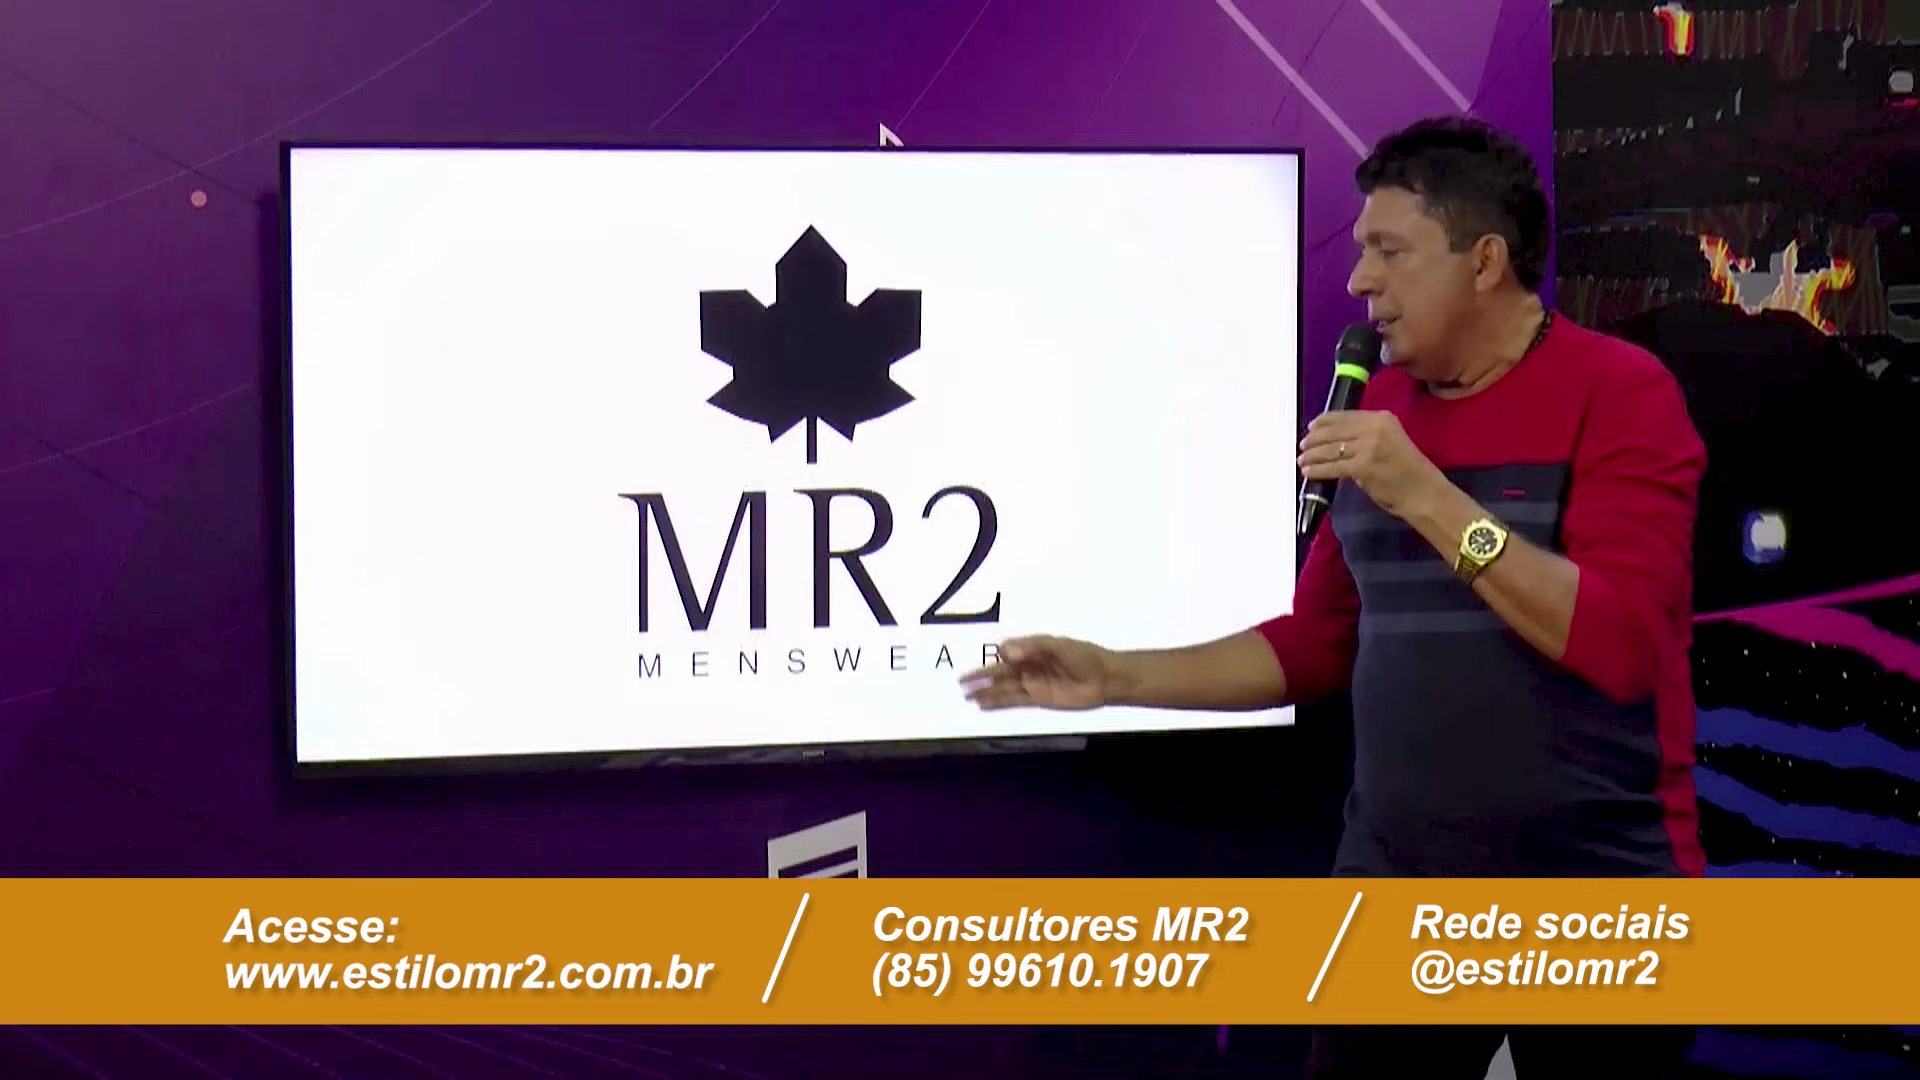 MR2
MENSWEAR
Acesse:
www.estilomr2.com.br
Consultores MR2
(85) 99610.1907
Rede sociais
@estilomr2